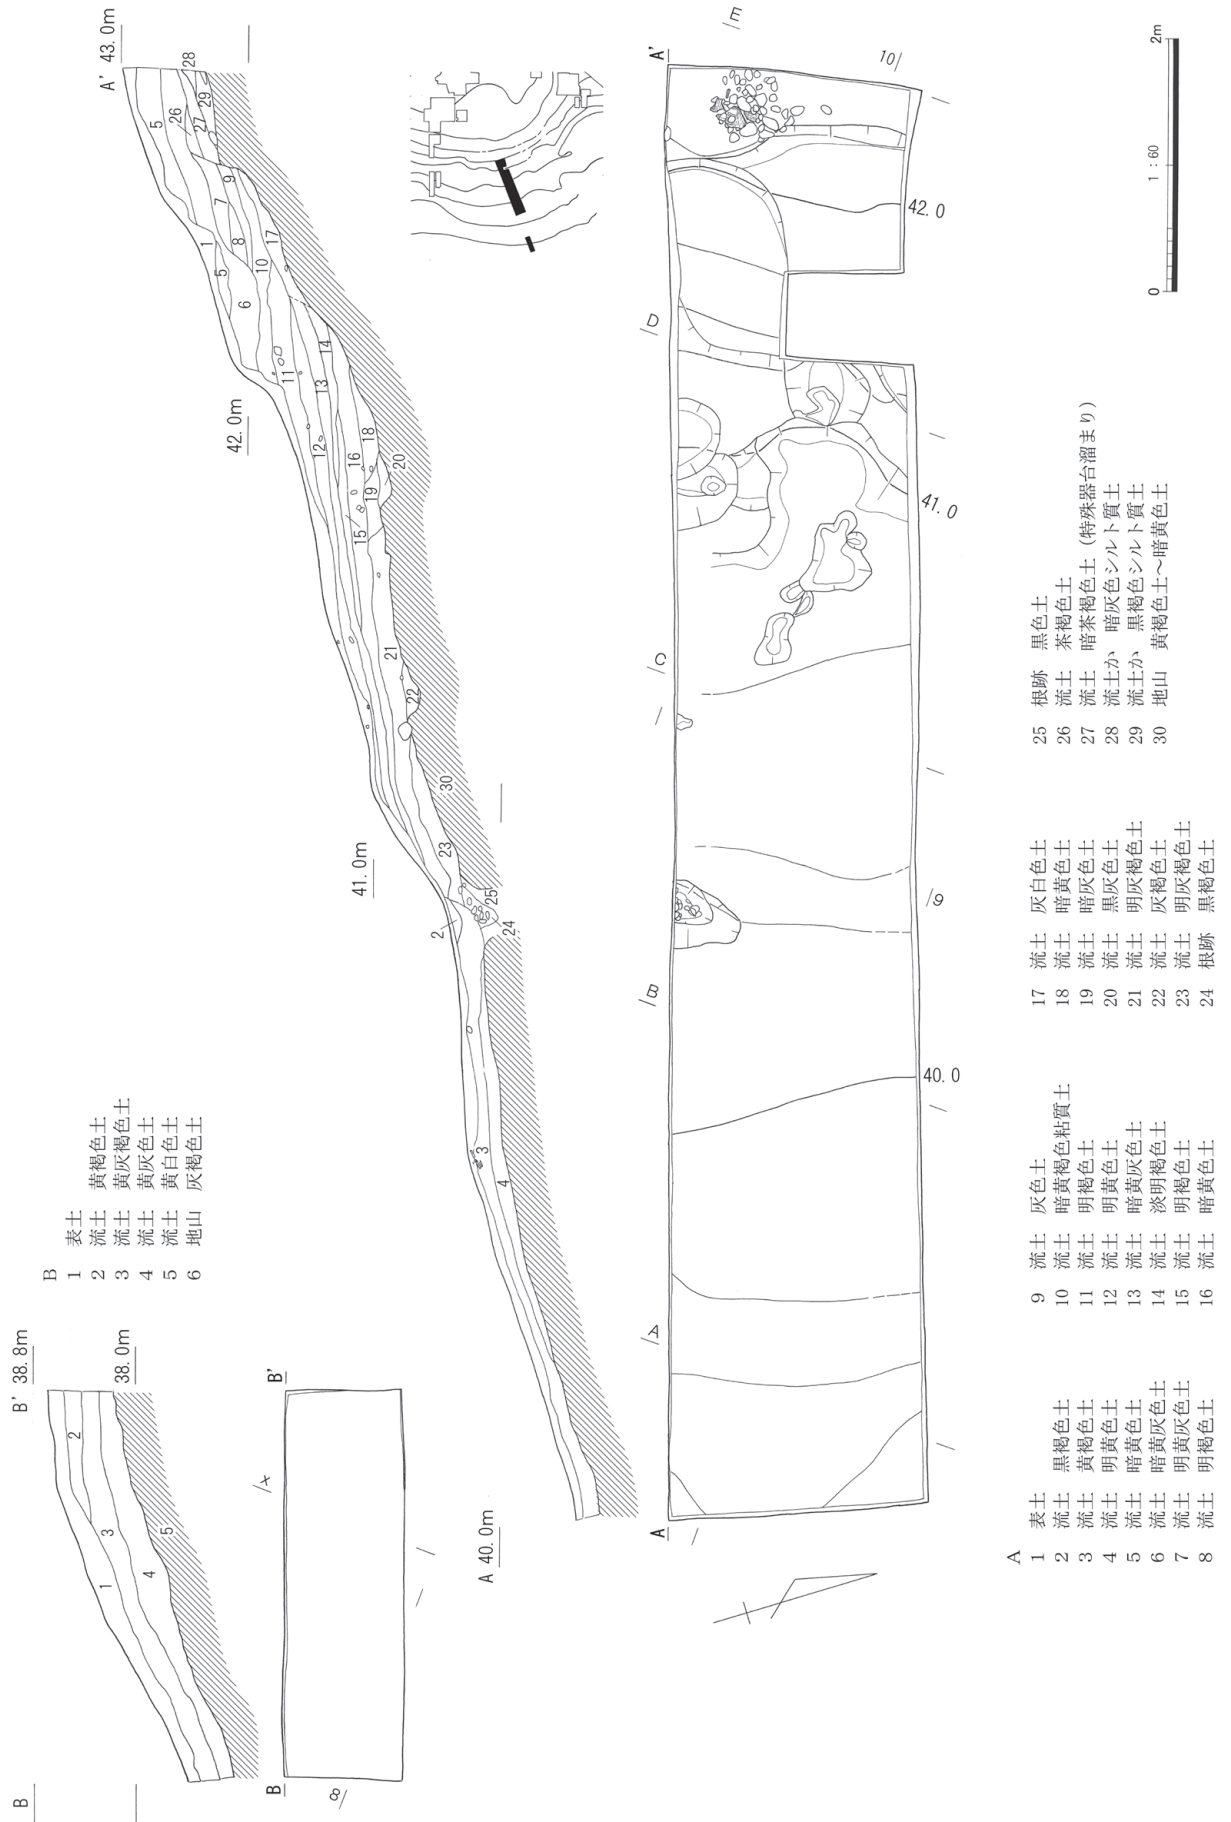 B
B' 38.8m
38.0m
1
2
3
4
5
B
B'
8
x
B
1 表土
2 流土 黄褐色土
3 流土 黄灰褐色土
4 流土 黄灰色土
5 流土 黄白色土
6 地山 灰褐色土
A 40.0m
41.0m
42.0m
A' 43.0m
1
2
3
4
5
5
6
7
8
9
10
11
12
13
14
15
16
17
18
19
20
21
22
23
24
25
26
27
28
29
30
A
A'
A
B
C
D
E
9
10
40.0
41.0
42.0
A
1 表土
2 流土 黒褐色土
3 流土 黄褐色土
4 流土 明黄色土
5 流土 暗黄色土
6 流土 暗黄灰色土
7 流土 明黄灰色土
8 流土 明褐色土
9 流土 灰色土
10 流土 暗黄褐色粘質土
11 流土 明褐色土
12 流土 明黄色土
13 流土 暗黄灰色土
14 流土 淡明褐色土
15 流土 明褐色土
16 流土 暗黄色土
17 流土 灰白色土
18 流土 暗黄色土
19 流土 暗灰色土
20 流土 黒灰色土
21 流土 明灰褐色土
22 流土 灰褐色土
23 流土 明灰褐色土
24 根跡 黒褐色土
25 根跡 黒色土
26 流土 茶褐色土
27 流土 暗茶褐色土（特殊器台溜まり）
28 流土か 暗灰色シルト質土
29 流土か 黒褐色シルト質土
30 地山 黄褐色土～暗黄色土
0 1：60 2m